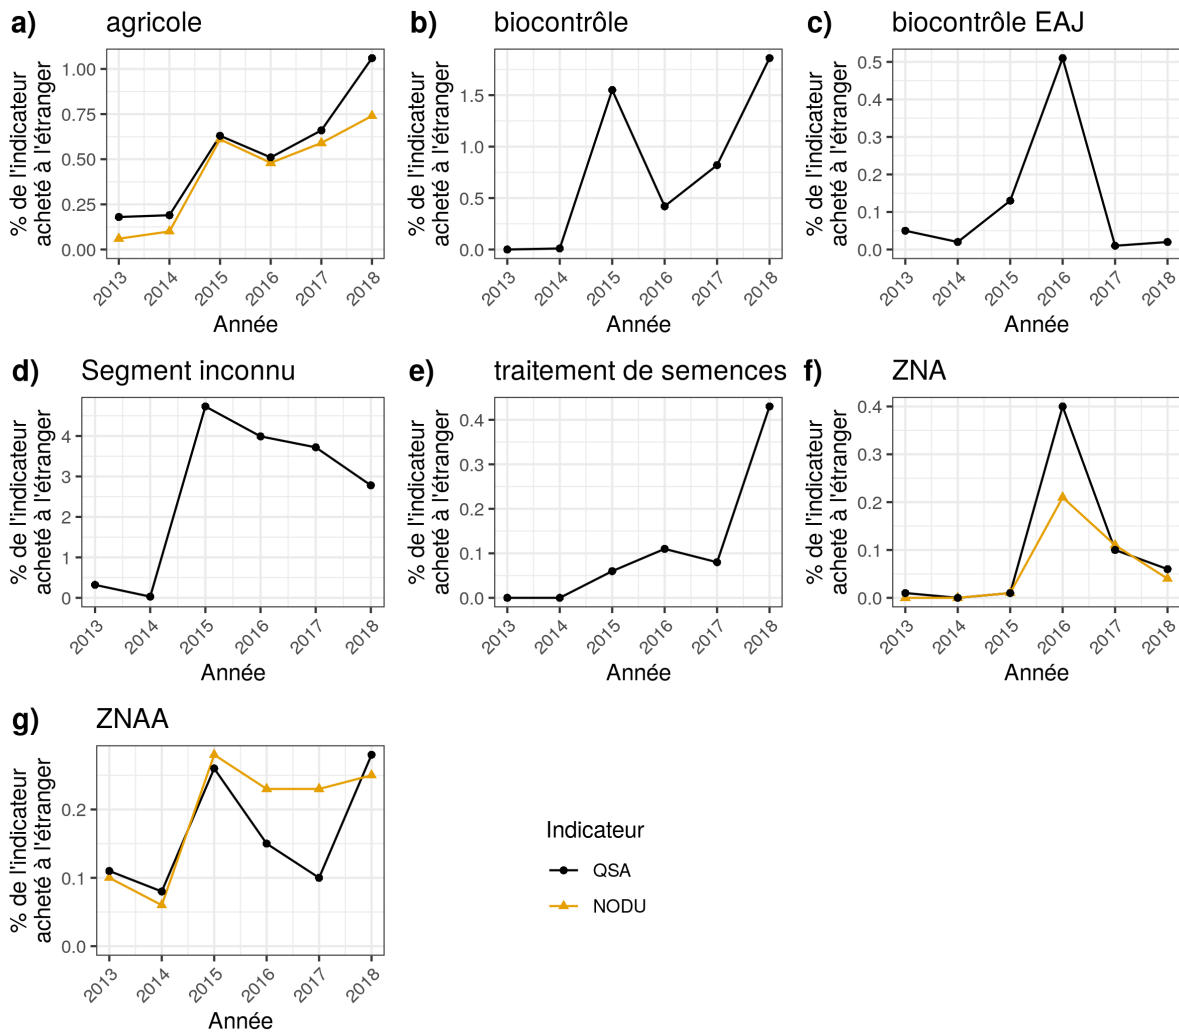 a) agricole
% de l'indicateur
acheté à l'étranger
1.00
0.75
0.50
0.25
0.00
2013 2014 2015 2016 2017 2018
Année
b) biocontrôle
% de l'indicateur
acheté à l'étranger
1.5
1.0
0.5
0.0
2013 2014 2015 2016 2017 2018
Année
c) biocontrôle EAJ
% de l'indicateur
acheté à l'étranger
0.5
0.4
0.3
0.2
0.1
0.0
2013 2014 2015 2016 2017 2018
Année
d) Segment inconnu
% de l'indicateur
acheté à l'étranger
4
3
2
1
0
2013 2014 2015 2016 2017 2018
Année
e) traitement de semences
% de l'indicateur
acheté à l'étranger
0.4
0.3
0.2
0.1
0.0
2013 2014 2015 2016 2017 2018
Année
f) ZNA
% de l'indicateur
acheté à l'étranger
0.4
0.3
0.2
0.1
0.0
2013 2014 2015 2016 2017 2018
Année
g) ZNAA
% de l'indicateur
acheté à l'étranger
0.2
0.1
0.0
2013 2014 2015 2016 2017 2018
Année
Indicateur
QSA
NODU